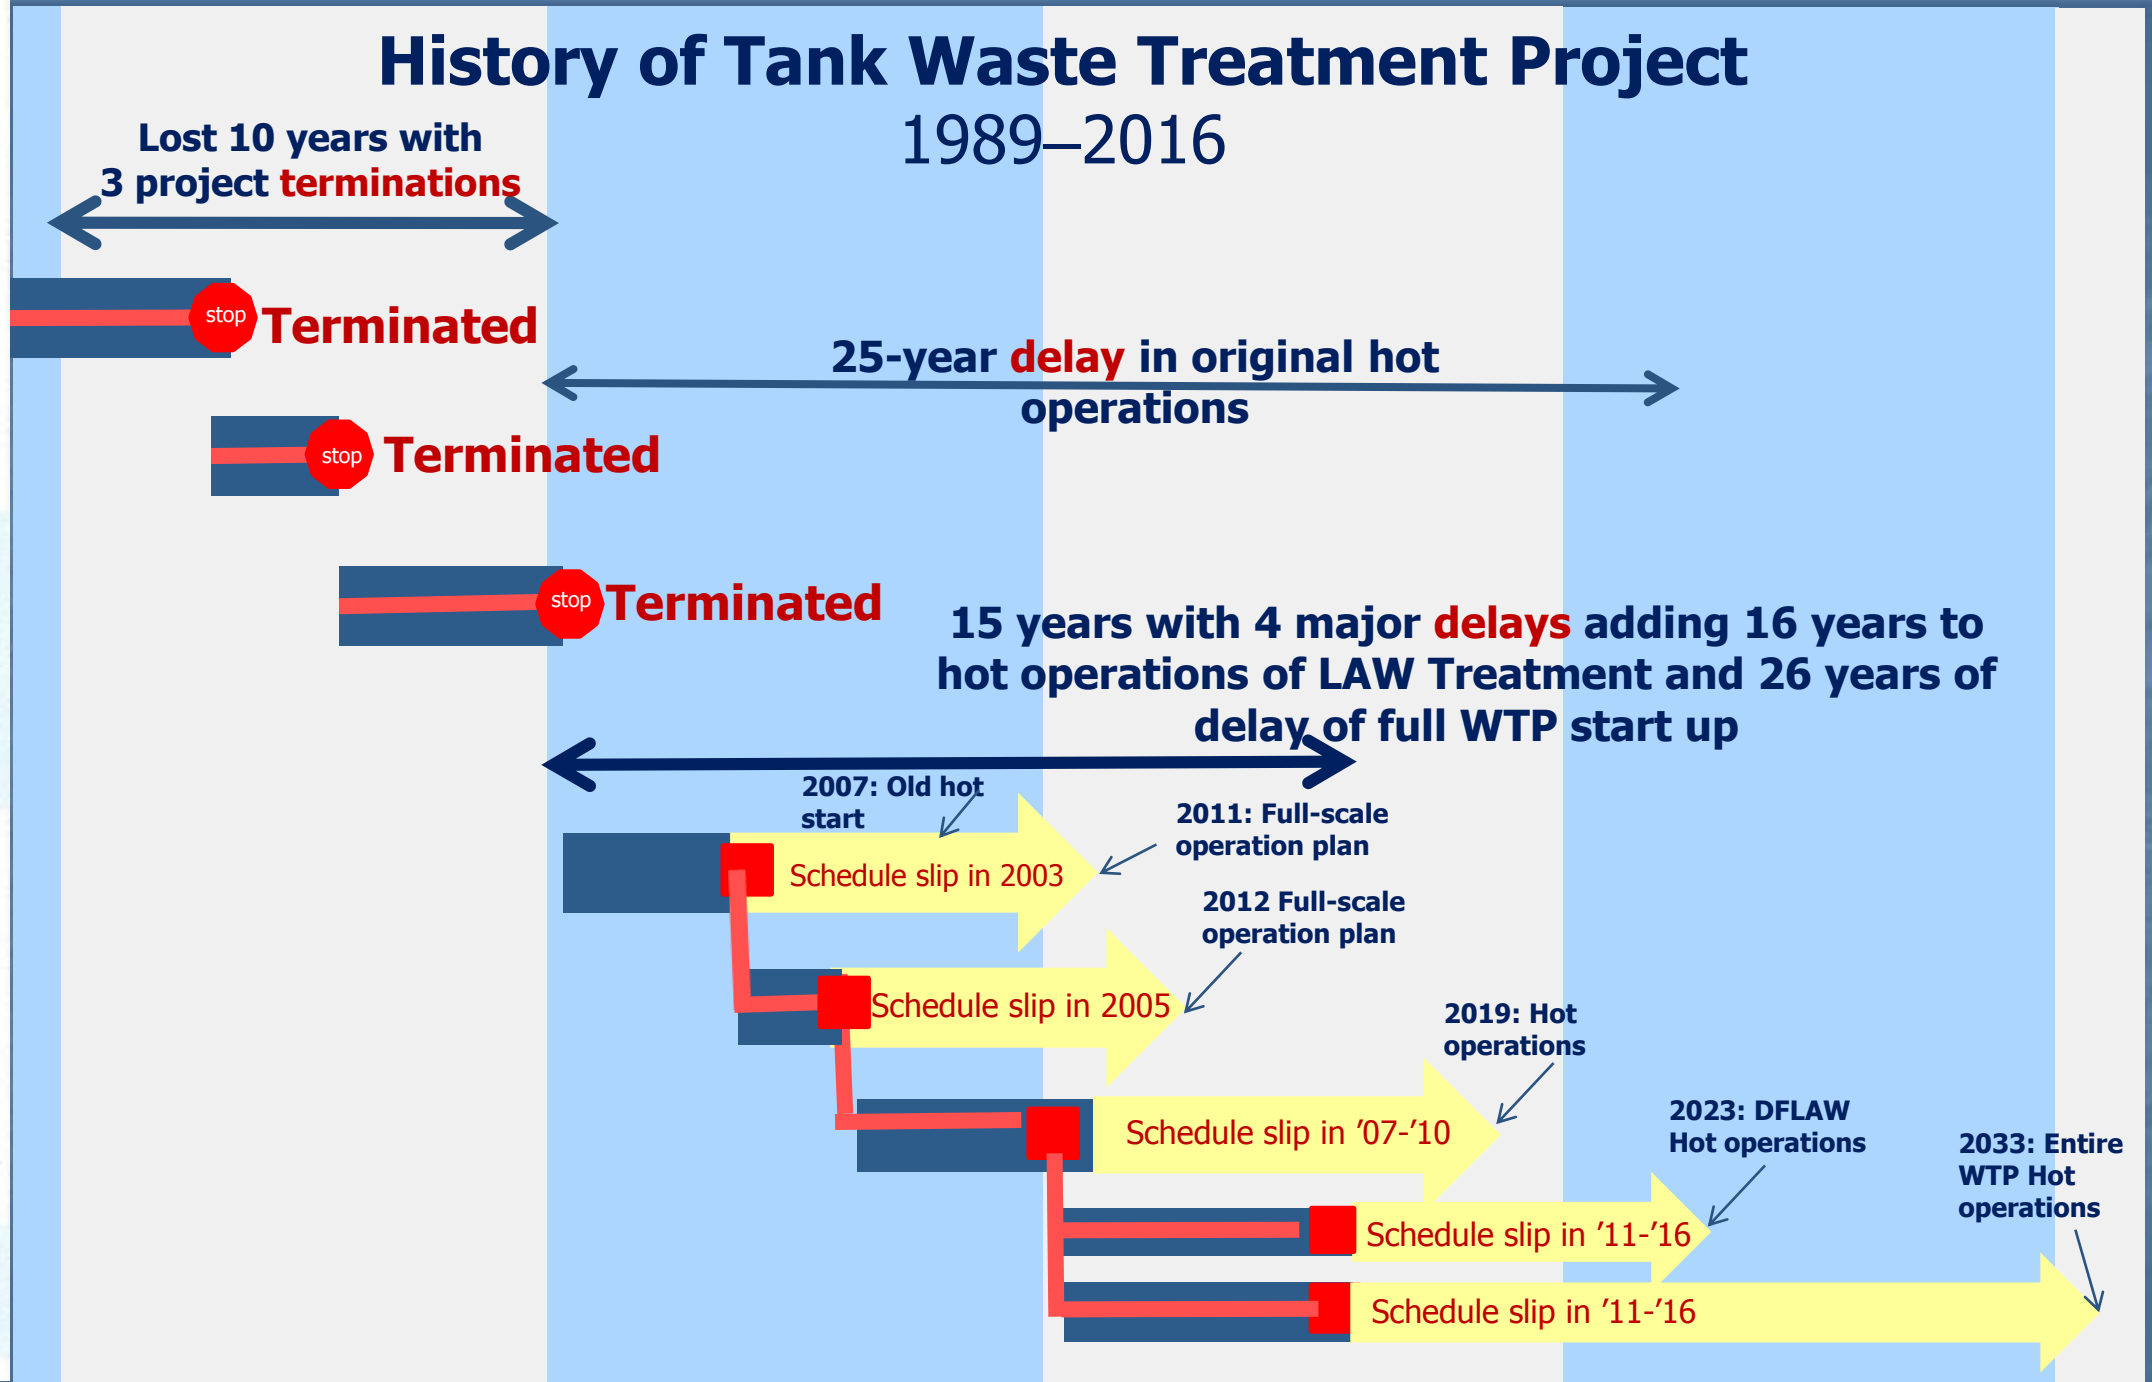 History of Tank Waste Treatment Project
1989–2016
Lost 10 years with
3 project terminations
stop
Terminated
25-year delay in original hot
operations
stop
Terminated
stop
Terminated
15 years with 4 major delays adding 16 years to
hot operations of LAW Treatment and 26 years of
delay of full WTP start up
2007: Old hot
start
2011: Full-scale
operation plan
Schedule slip in 2003
2012 Full-scale
operation plan
Schedule slip in 2005
2019: Hot
operations
Schedule slip in ’07-’10
2023: DFLAW
Hot operations
2033: Entire
WTP Hot
operations
Schedule slip in ’11-’16
Schedule slip in ’11-’16